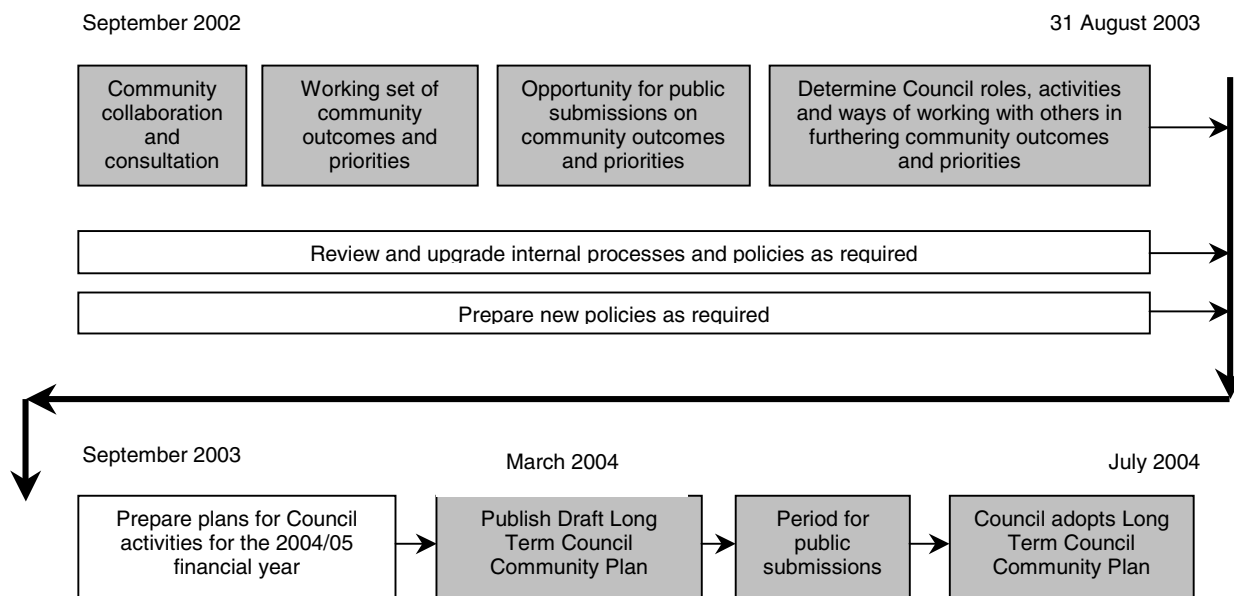 September 2002
31 August 2003
Community
collaboration
and
consultation
Working set of
community
outcomes and
priorities
Opportunity for public
submissions on
community outcomes
and priorities
Determine Council roles, activities
and ways of working with others in
furthering community outcomes
and priorities
Review and upgrade internal processes and policies as required
Prepare new policies as required
September 2003
March 2004
July 2004
Prepare plans for Council
activities for the 2004/05
financial year
Publish Draft Long
Term Council
Community Plan
Period for
public
submissions
Council adopts Long
Term Council
Community Plan